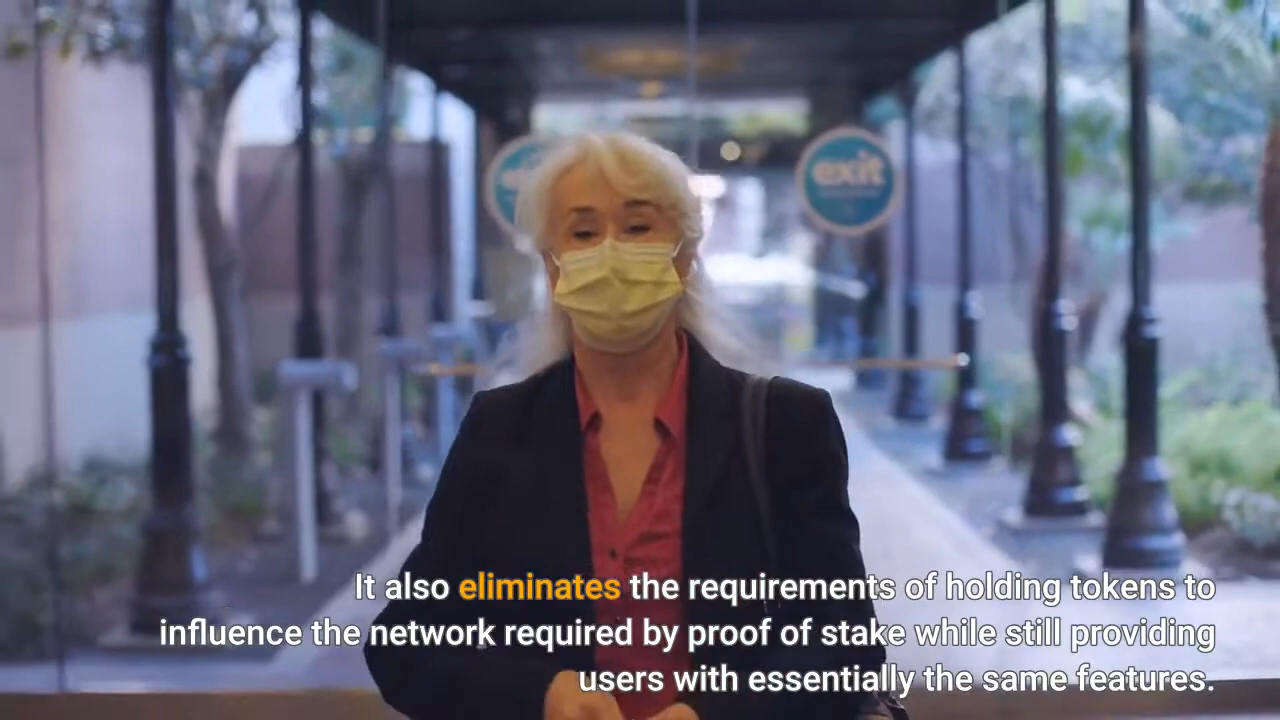 exit
It also eliminates the requirements of holding tokens to
influence the network required by proof of stake while still providing
users with essentially the same features.